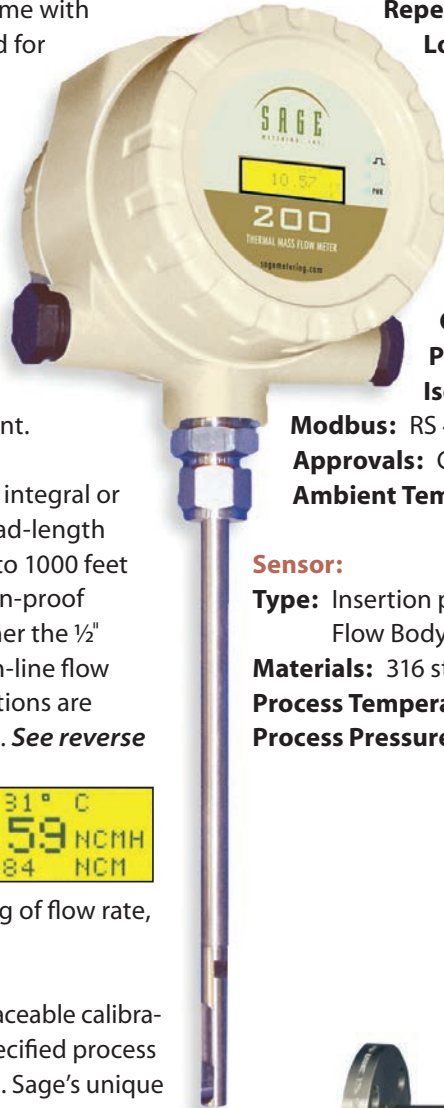 me with
d for
Repe
Lo
SAGE
METERING, INC.
10.57
PWR
200
THERMAL MASS FLOW METER
sagemetering.com
P
Is
nt.
Modbus: RS
Approvals:
Ambient Tem
integral or
ad-length
to 1000 feet
n-proof
her the ½"
n-line flow
tions are
. See reverse
Sensor:
Type: Insertion p
Flow Body
Materials: 316 st
Process Tempera
Process Pressure
31° C
59 NCMH
84 NCM
g of flow rate,
aceable calibra-
ecified process
. Sage's unique